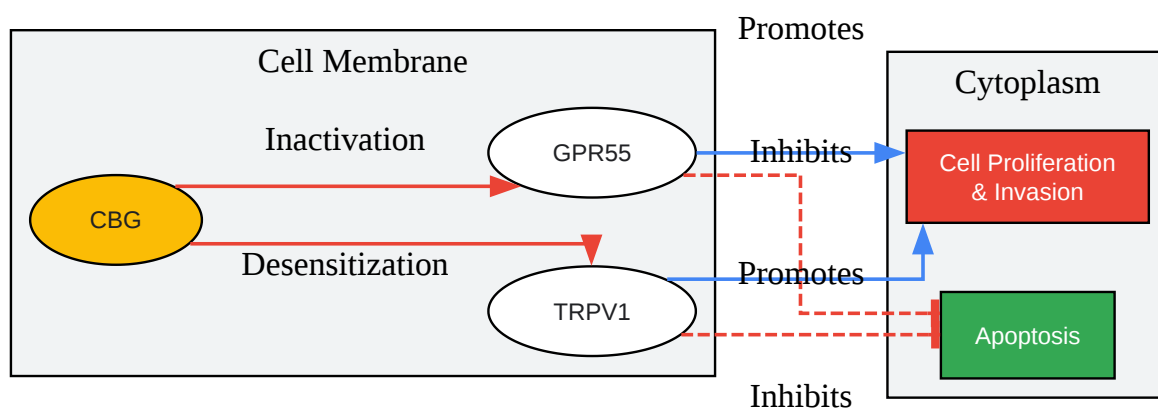 Promotes
Cell Membrane
Cytoplasm
Inactivation
GPR55
Inhibits
Cell Proliferation
& Invasion
CBG
Desensitization
Promotes
TRPV1
Apoptosis
Inhibits